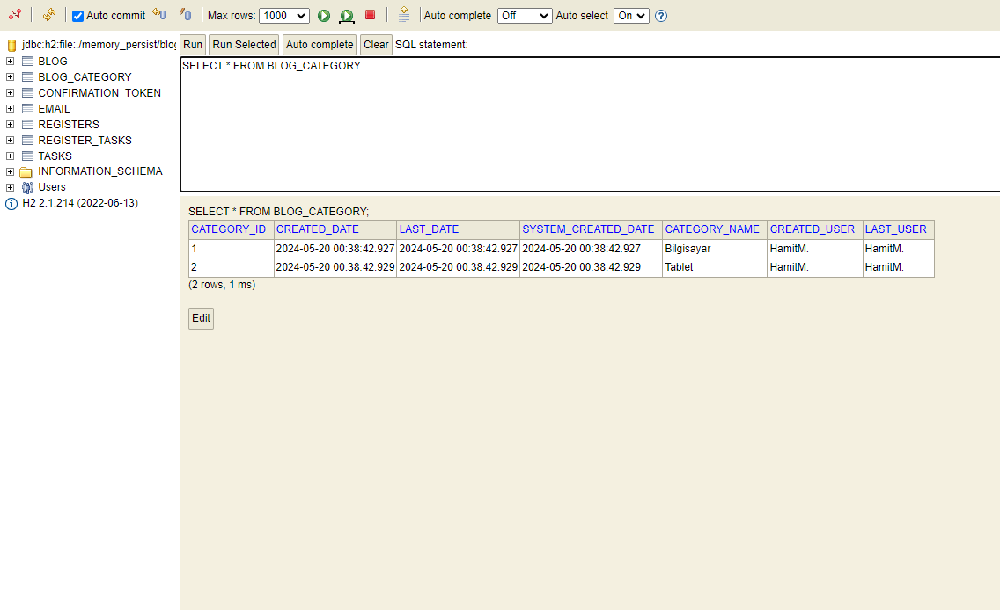 Auto commit Max rows: 1000 Auto complete Off Auto select On
jdbc:h2:file:./memory_persist/blog
BLOG
BLOG_CATEGORY
CONFIRMATION_TOKEN
EMAIL
REGISTERS
REGISTER_TASKS
TASKS
INFORMATION_SCHEMA
Users
H2 2.1.214 (2022-06-13)
Run Run Selected Auto complete Clear SQL statement:
SELECT * FROM BLOG_CATEGORY
SELECT * FROM BLOG_CATEGORY;
CATEGORY_ID CREATED_DATE LAST_DATE SYSTEM_CREATED_DATE CATEGORY_NAME CREATED_USER LAST_USER
1 2024-05-20 00:38:42.927 2024-05-20 00:38:42.927 2024-05-20 00:38:42.927 Bilgisayar HamitM. HamitM.
2 2024-05-20 00:38:42.929 2024-05-20 00:38:42.929 2024-05-20 00:38:42.929 Tablet HamitM. HamitM.
(2 rows, 1 ms)
Edit